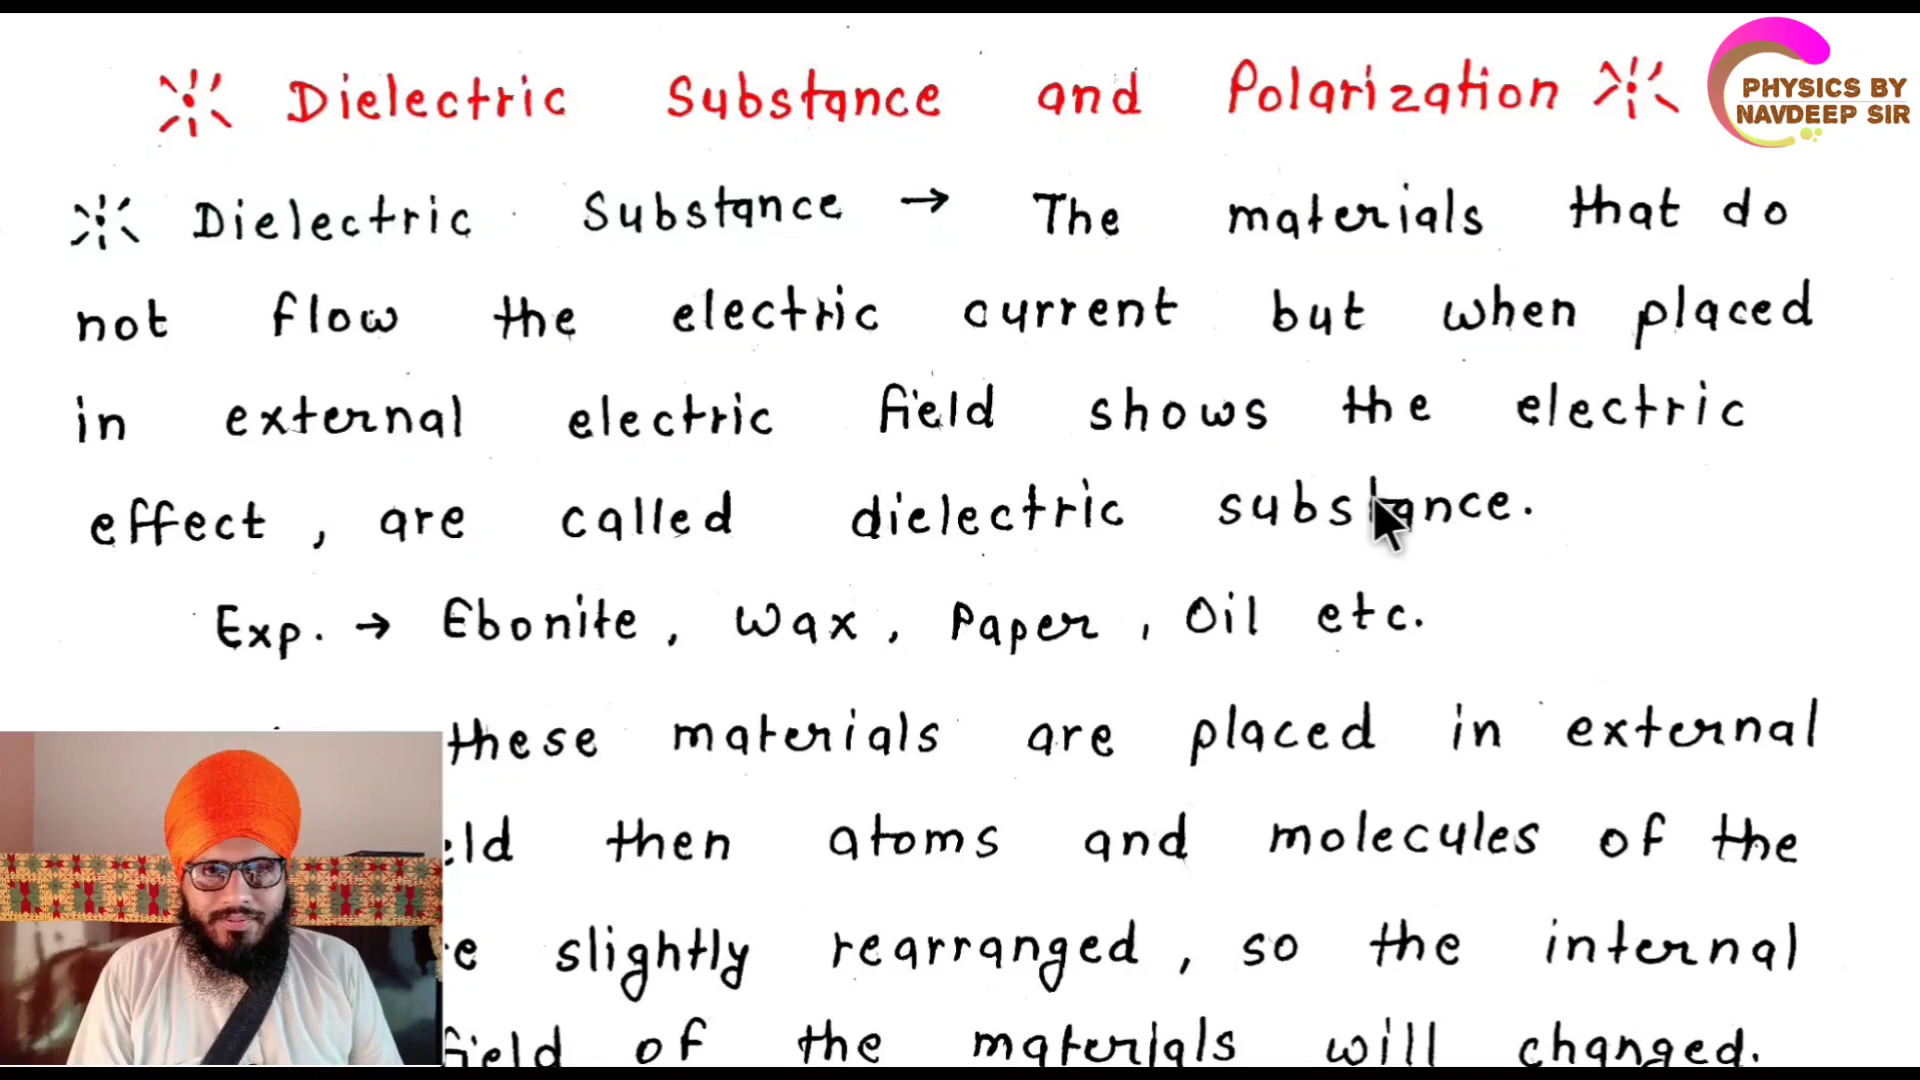 Dielectric Substance and Polarization
PHYSICS BY
NAVDEEP SIR
Dielectric Substance → The materials that do
not flow the electric current but when placed
in external electric field shows the electric
effect, are called dielectric substance.
Exp. → Ebonite, Wax, Paper, Oil etc.
these materials are placed in external
then atoms and molecules of the
slightly rearranged, so the internal
field of the materials will changed.